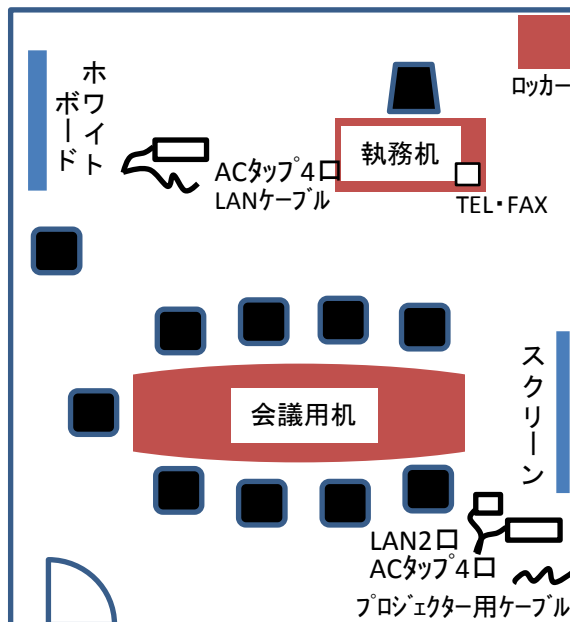 ホワイト
ボード
ロッカー
執務机
ACタップ4口
LANケーブル
TEL・FAX
スクリーン
会議用机
LAN2口
ACタップ4口
プロジェクター用ケーブル